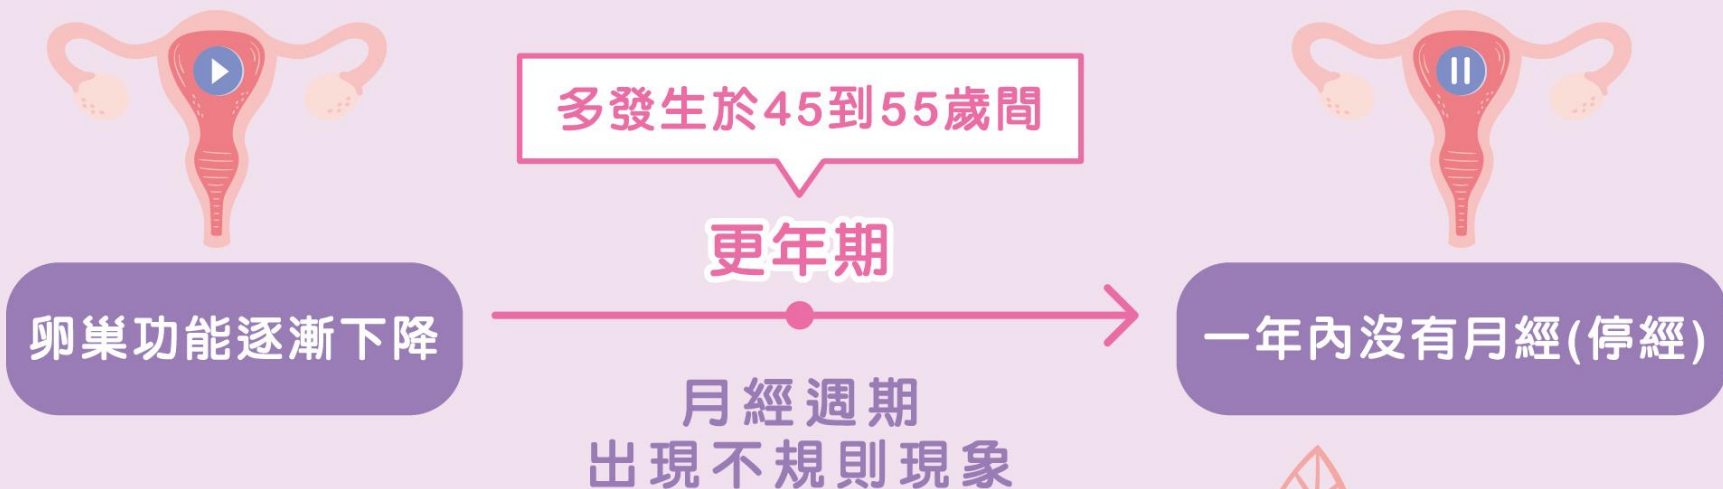 多發生於45到55歲間
更年期
卵巢功能逐漸下降
一年內沒有月經(停經)
月經週期
出現不規則現象